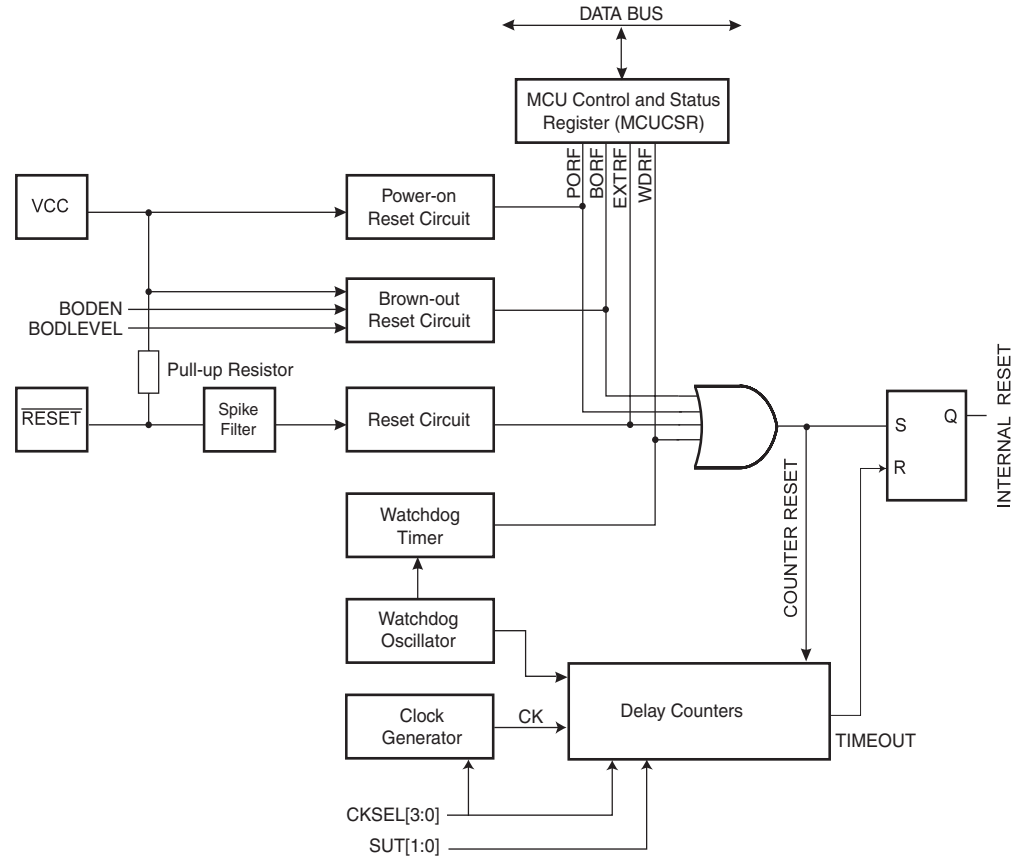 DATA BUS
MCU Control and Status
Register (MCUCSR)
PORF
BORF
EXTRF
WDRF
VCC
Power-on
Reset Circuit
BODEN
BODLEVEL
Brown-out
Reset Circuit
Pull-up Resistor
RESET
Spike
Filter
Reset Circuit
S
Q
R
INTERNAL RESET
Watchdog
Timer
COUNTER RESET
Watchdog
Oscillator
Clock
Generator
CK
Delay Counters
TIMEOUT
CKSEL[3:0]
SUT[1:0]